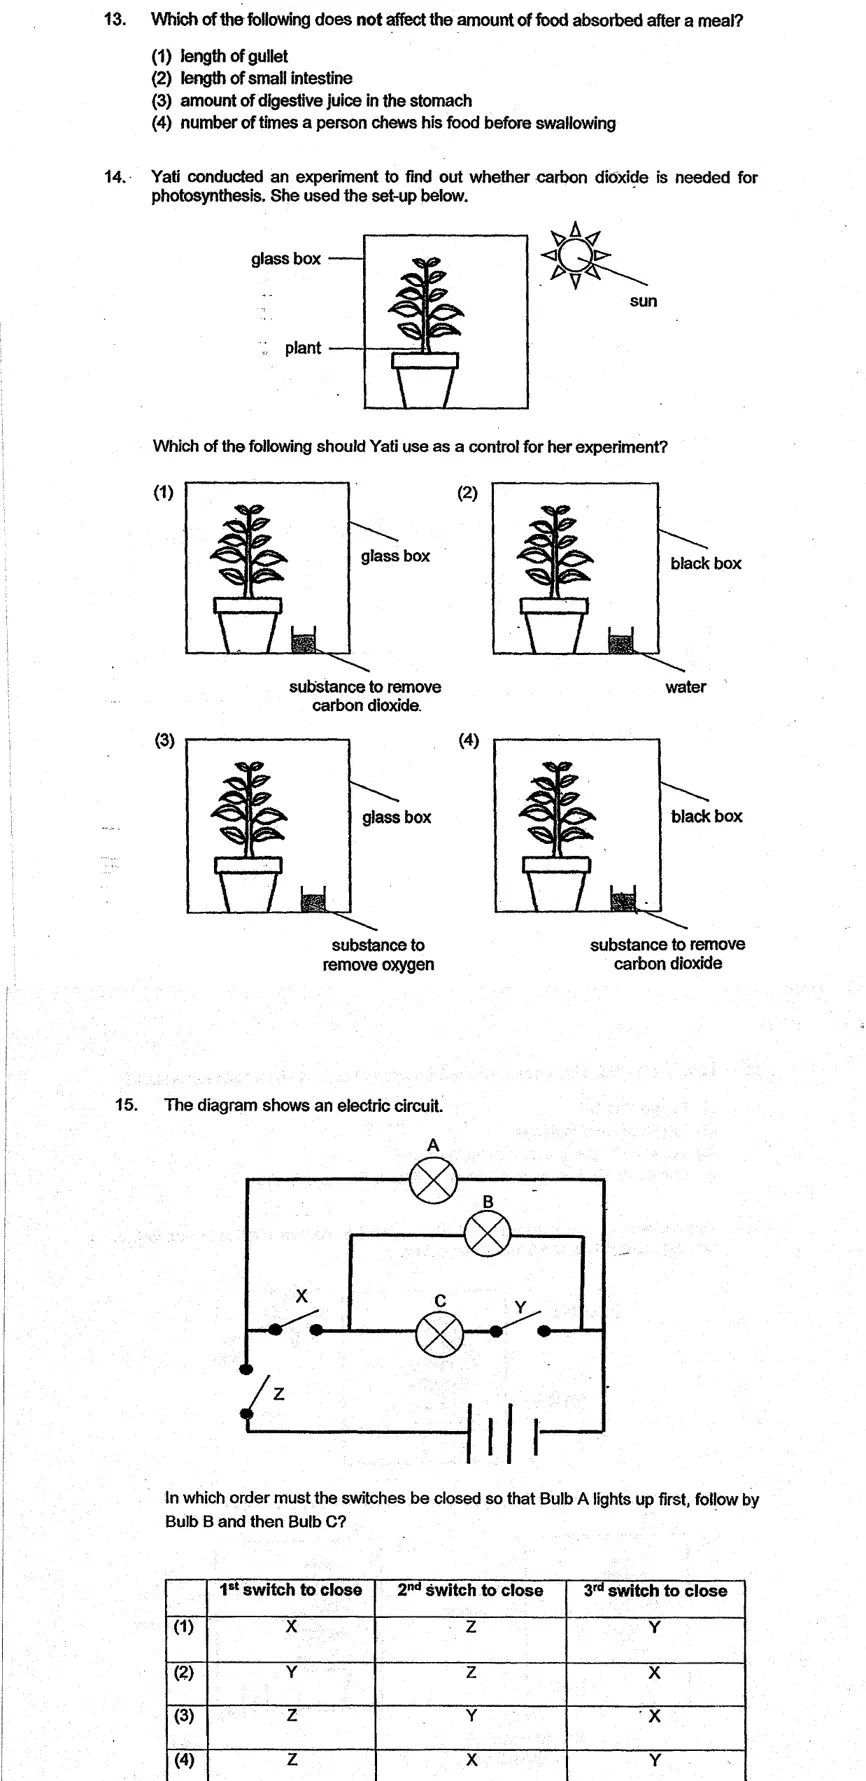 13. Which of the following does not affect the amount of food absorbed after a meal?
(1) length of gullet
(2) length of small intestine
(3) amount of digestive juice in the stomach
(4) number of times a person chews his food before swallowing
14. Yati conducted an experiment to find out whether carbon dioxide is needed for
photosynthesis. She used the set-up below.
glass box
sun
plant
Which of the following should Yati use as a control for her experiment?
(1) (2)
glass box black box
substance to remove water
carbon dioxide.
(3) (4)
glass box black box
substance to substance to remove
remove oxygen carbon dioxide
15. The diagram shows an electric circuit.
A
B
X C Y
Z
In which order must the switches be closed so that Bulb A lights up first, follow by
Bulb B and then Bulb C?
1st switch to close 2nd switch to close 3rd switch to close
(1) X Z Y
(2) Y Z X
(3) Z Y X
(4) Z X Y